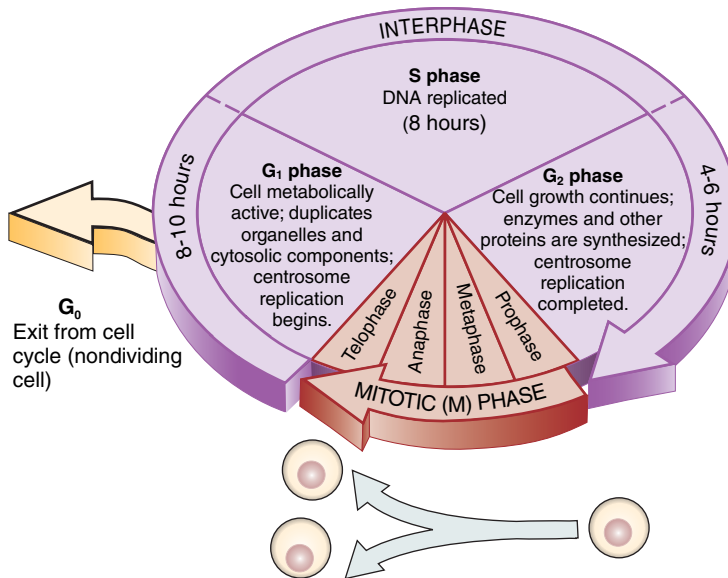 INTERPHASE
S phase
DNA replicated
(8 hours)
8-10 hours
G₁ phase
Cell metabolically
active; duplicates
organelles and
cytosolic components;
centrosome
replication
begins.
G₂ phase
Cell growth continues;
enzymes and other
proteins are synthesized;
centrosome
replication
completed.
4-6 hours
G₀
Exit from cell
cycle (nondividing
cell)
Telophase
Anaphase
Metaphase
Prophase
MITOTIC (M) PHASE